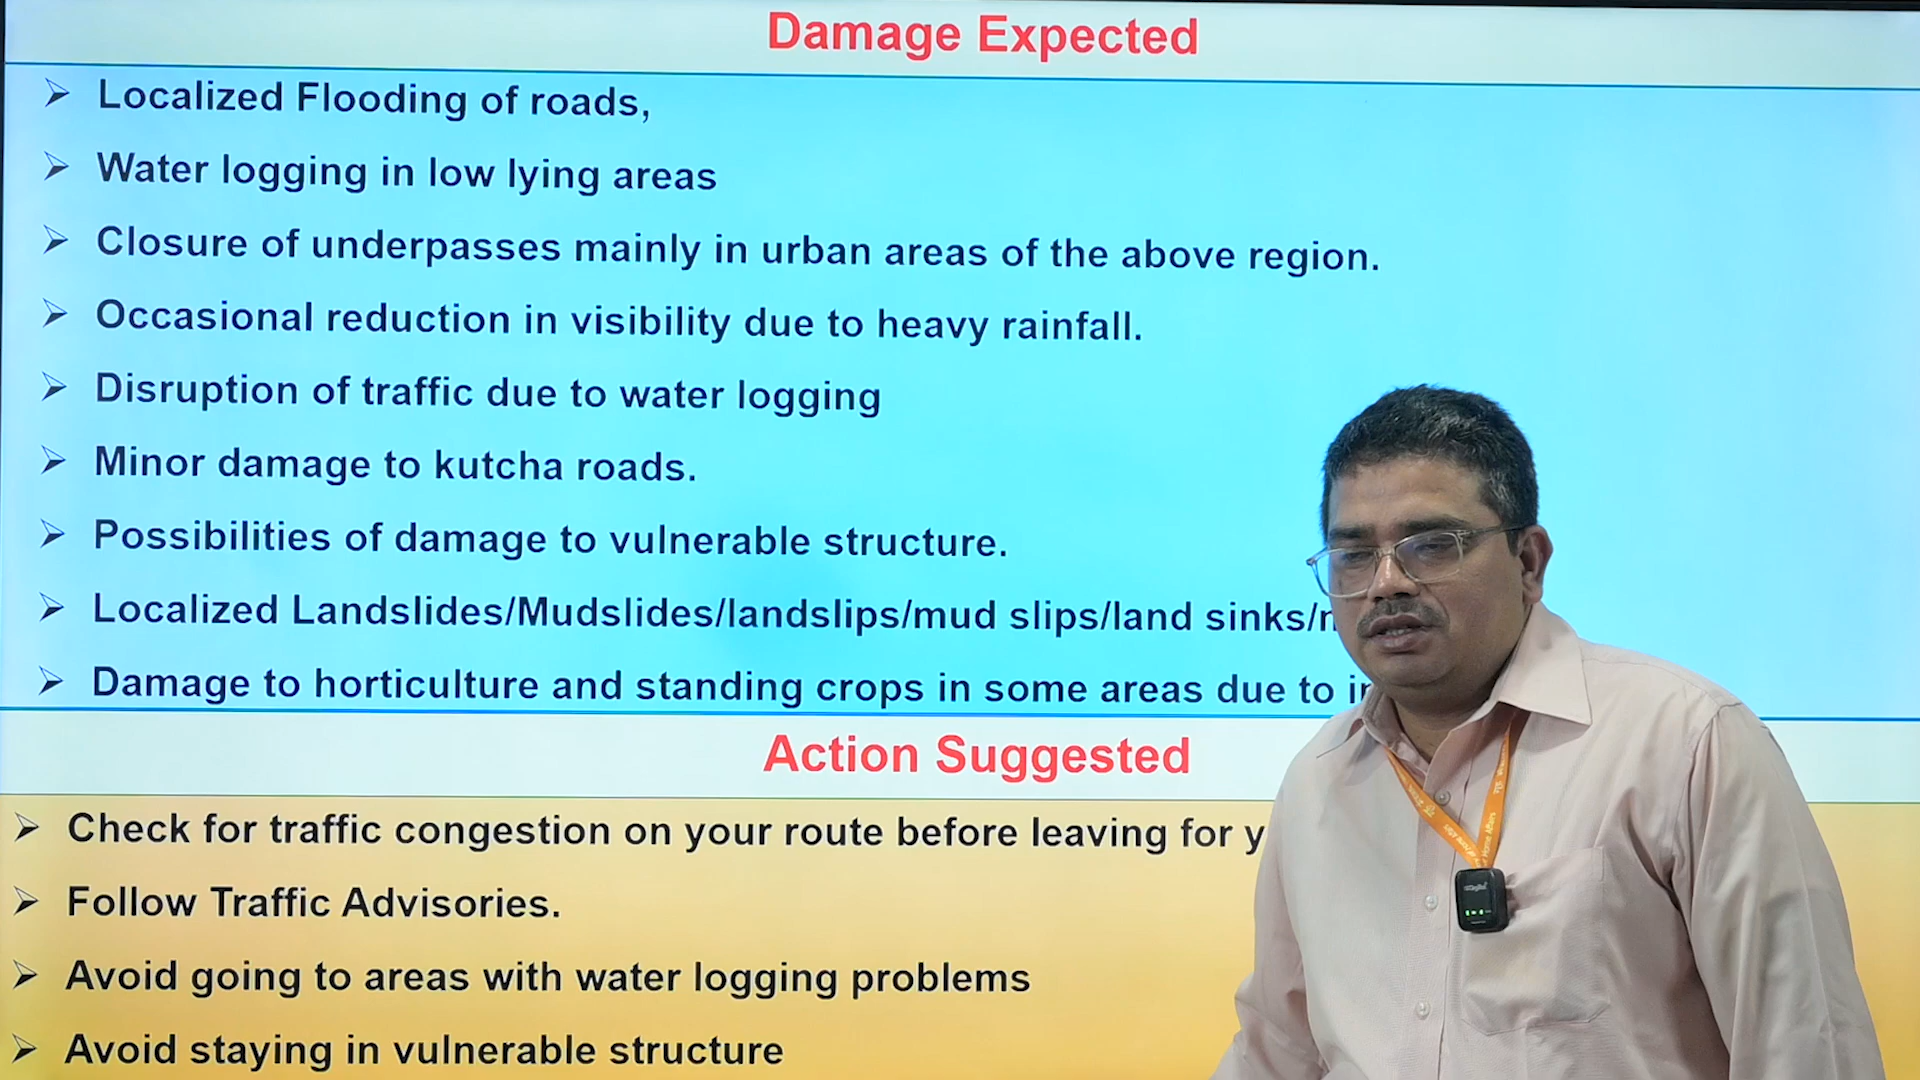 Damage Expected
Localized Flooding of roads,
Water logging in low lying areas
Closure of underpasses mainly in urban areas of the above region.
Occasional reduction in visibility due to heavy rainfall.
Disruption of traffic due to water logging
Minor damage to kutcha roads.
Possibilities of damage to vulnerable structure.
Localized Landslides/Mudslides/landslips/mud slips/land sinks/
Damage to horticulture and standing crops in some areas due to
Action Suggested
Check for traffic congestion on your route before leaving for
Follow Traffic Advisories.
Avoid going to areas with water logging problems
Avoid staying in vulnerable structure